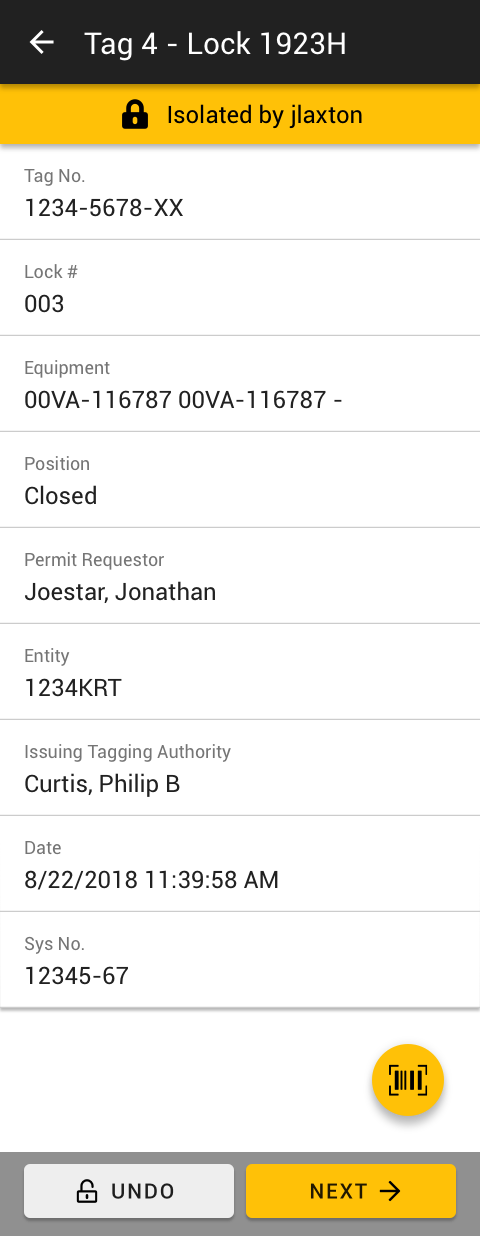 Tag 4 - Lock 1923H
Isolated by jlaxton
Tag No.
1234-5678-XX
Lock #
003
Equipment
00VA-116787 00VA-116787 -
Position
Closed
Permit Requestor
Joestar, Jonathan
Entity
1234KRT
Issuing Tagging Authority
Curtis, Philip B
Date
8/22/2018 11:39:58 AM
Sys No.
12345-67
UNDO
NEXT